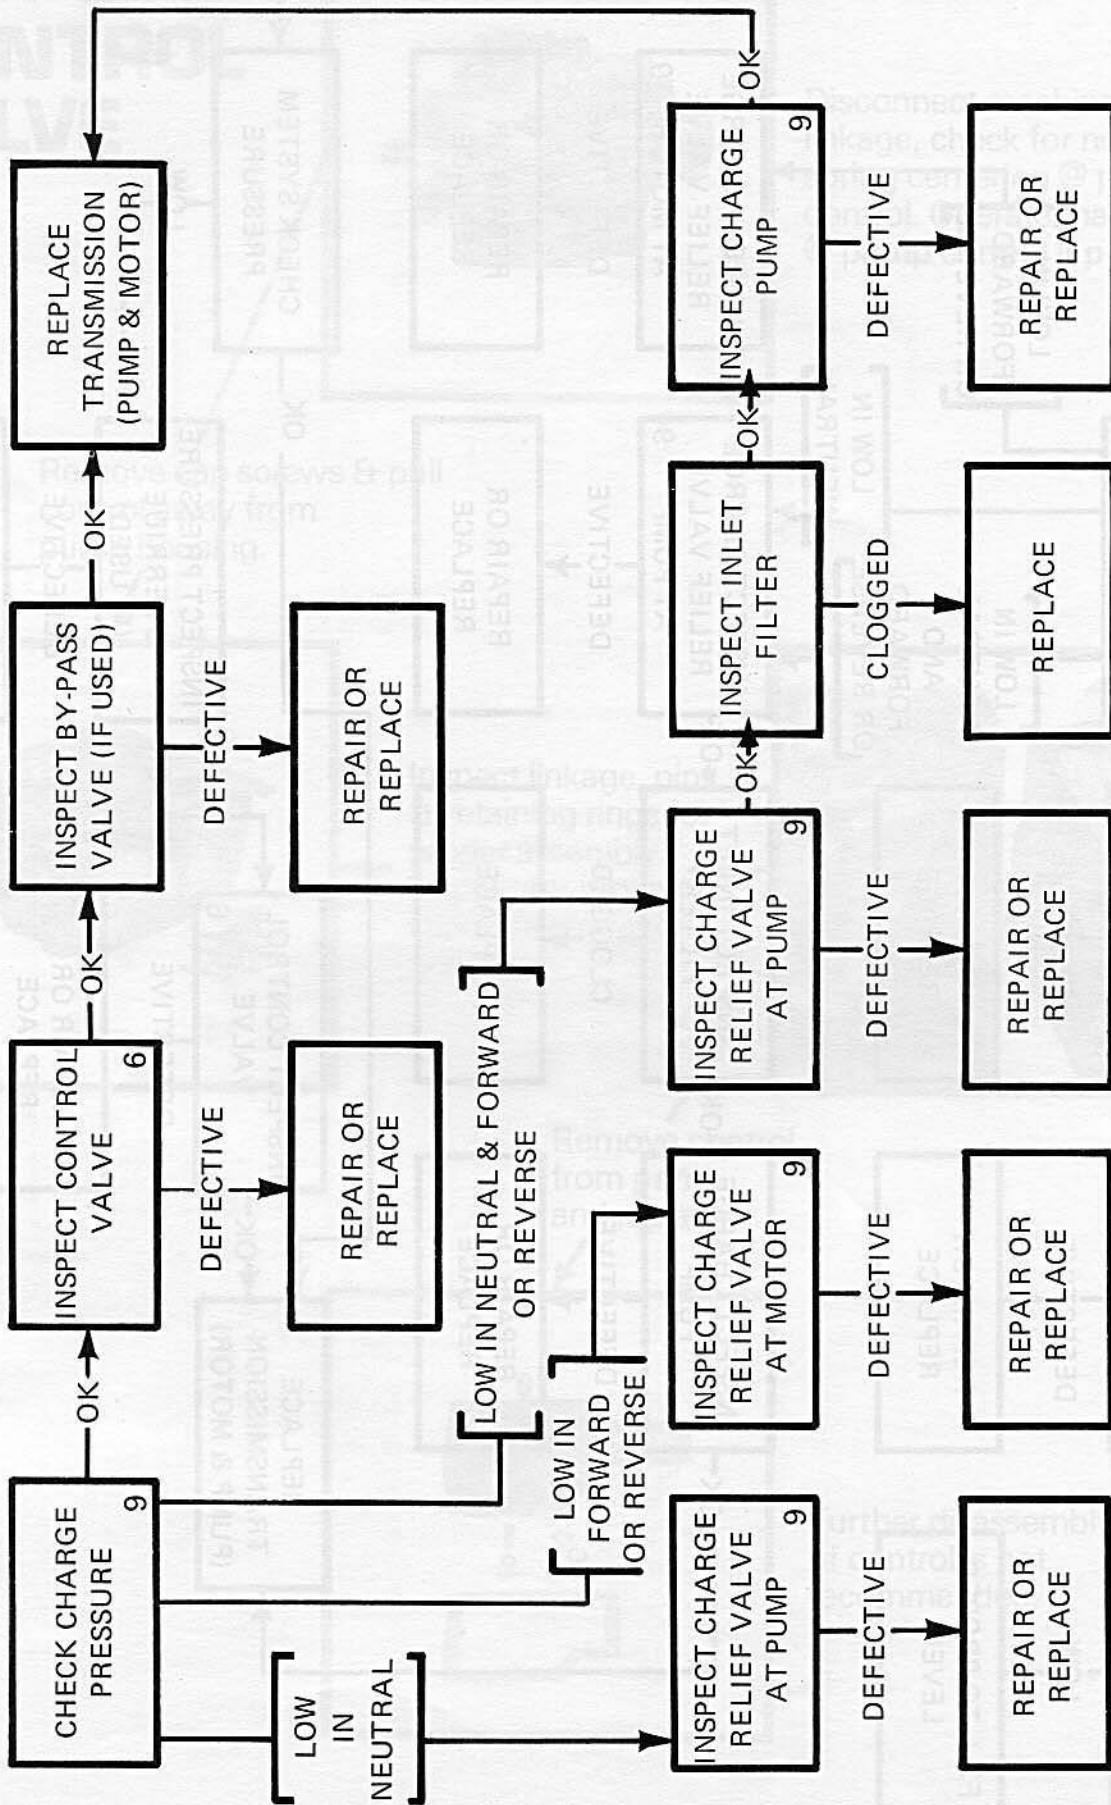 CHECK CHARGE
PRESSURE
9
OK
INSPECT CONTROL
VALVE
6
OK
INSPECT BY-PASS
VALVE (IF USED)
OK
REPLACE
TRANSMISSION
(PUMP & MOTOR)
DEFECTIVE
REPAIR OR
REPLACE
DEFECTIVE
REPAIR OR
REPLACE
LOW
IN
NEUTRAL
LOW IN
FORWARD
OR REVERSE
LOW IN NEUTRAL & FORWARD
OR REVERSE
INSPECT CHARGE
RELIEF VALVE
AT PUMP
9
DEFECTIVE
REPAIR OR
REPLACE
INSPECT CHARGE
RELIEF VALVE
AT MOTOR
9
DEFECTIVE
REPAIR OR
REPLACE
INSPECT CHARGE
RELIEF VALVE
AT PUMP
9
OK
DEFECTIVE
REPAIR OR
REPLACE
INSPECT INLET
FILTER
OK
CLOGGED
REPLACE
INSPECT CHARGE
PUMP
9
OK
DEFECTIVE
REPAIR OR
REPLACE